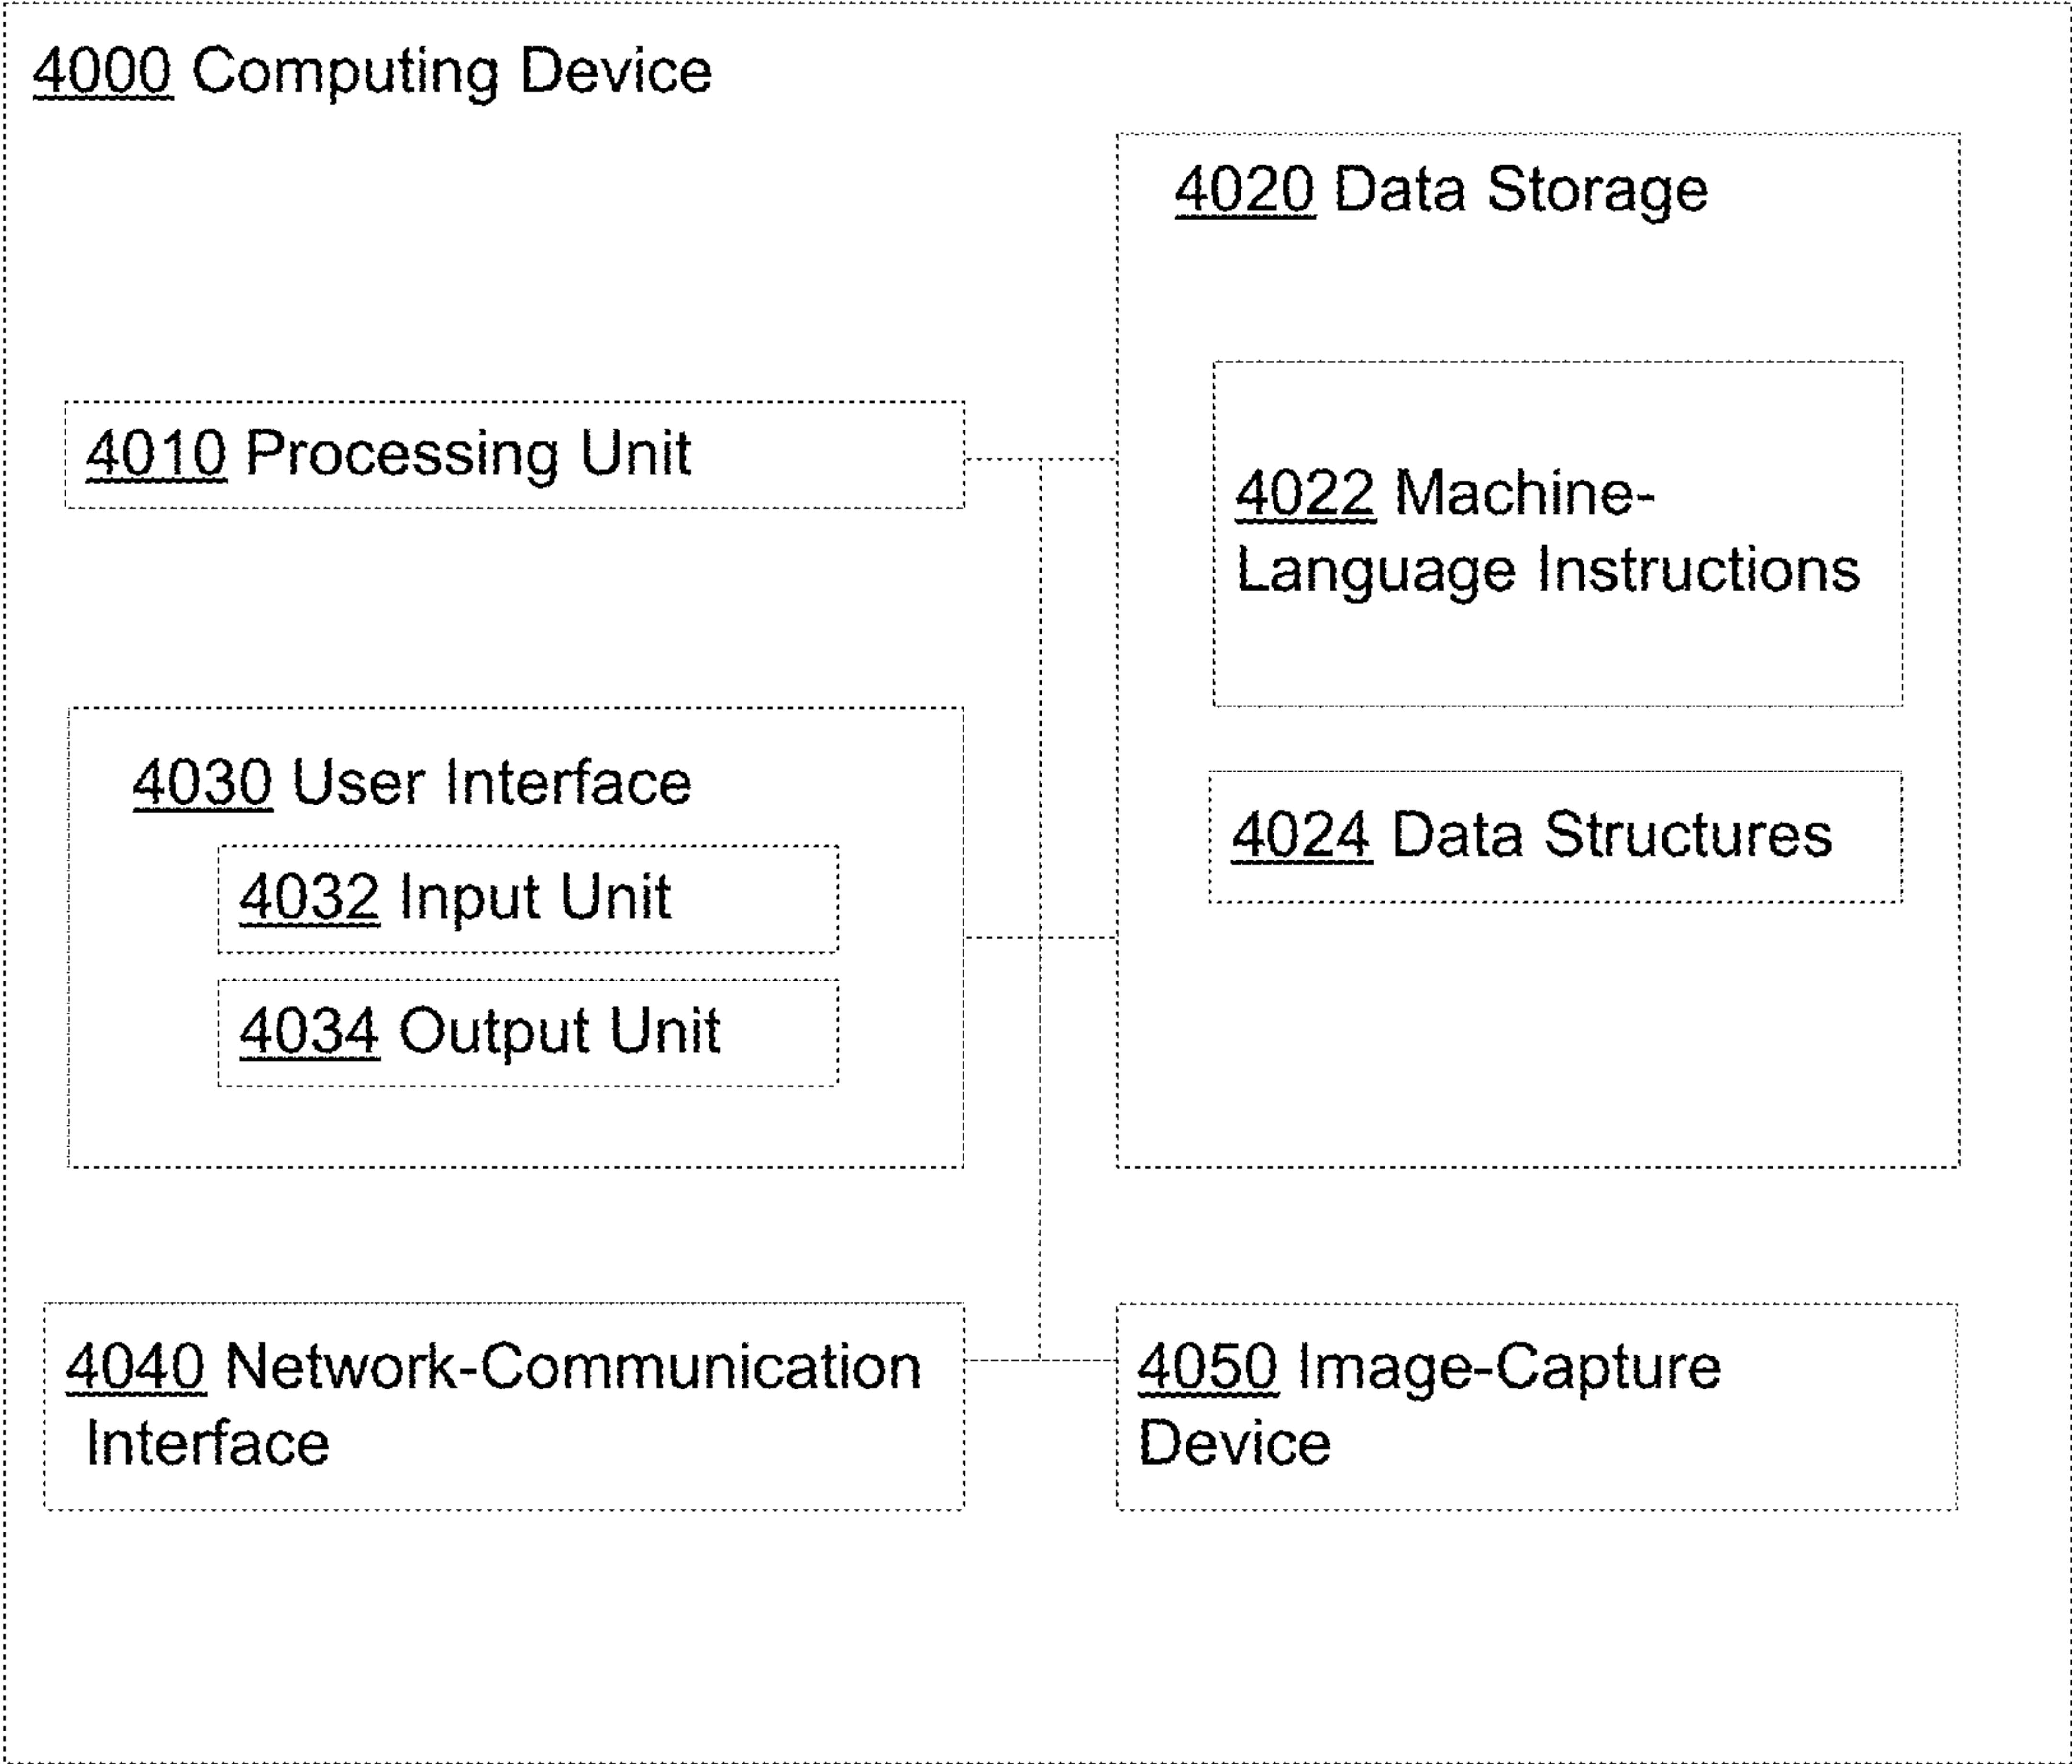 4000 Computing Device
4020 Data Storage
4010 Processing Unit
4022 Machine-
Language Instructions
4030 User Interface
4024 Data Structures
4032 Input Unit
4034 Output Unit
4040 Network-Communication
Interface
4050 Image-Capture
Device